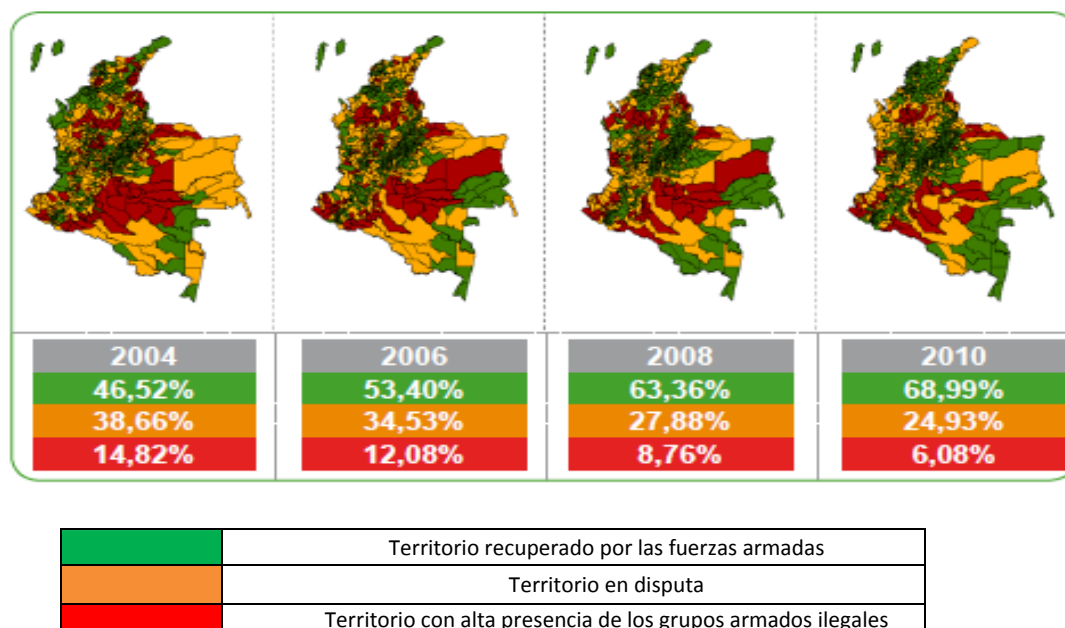 2004 2006 2008 2010
46,52% 53,40% 63,36% 68,99%
38,66% 34,53% 27,88% 24,93%
14,82% 12,08% 8,76% 6,08%
Territorio recuperado por las fuerzas armadas
Territorio en disputa
Territorio con alta presencia de los grupos armados ilegales